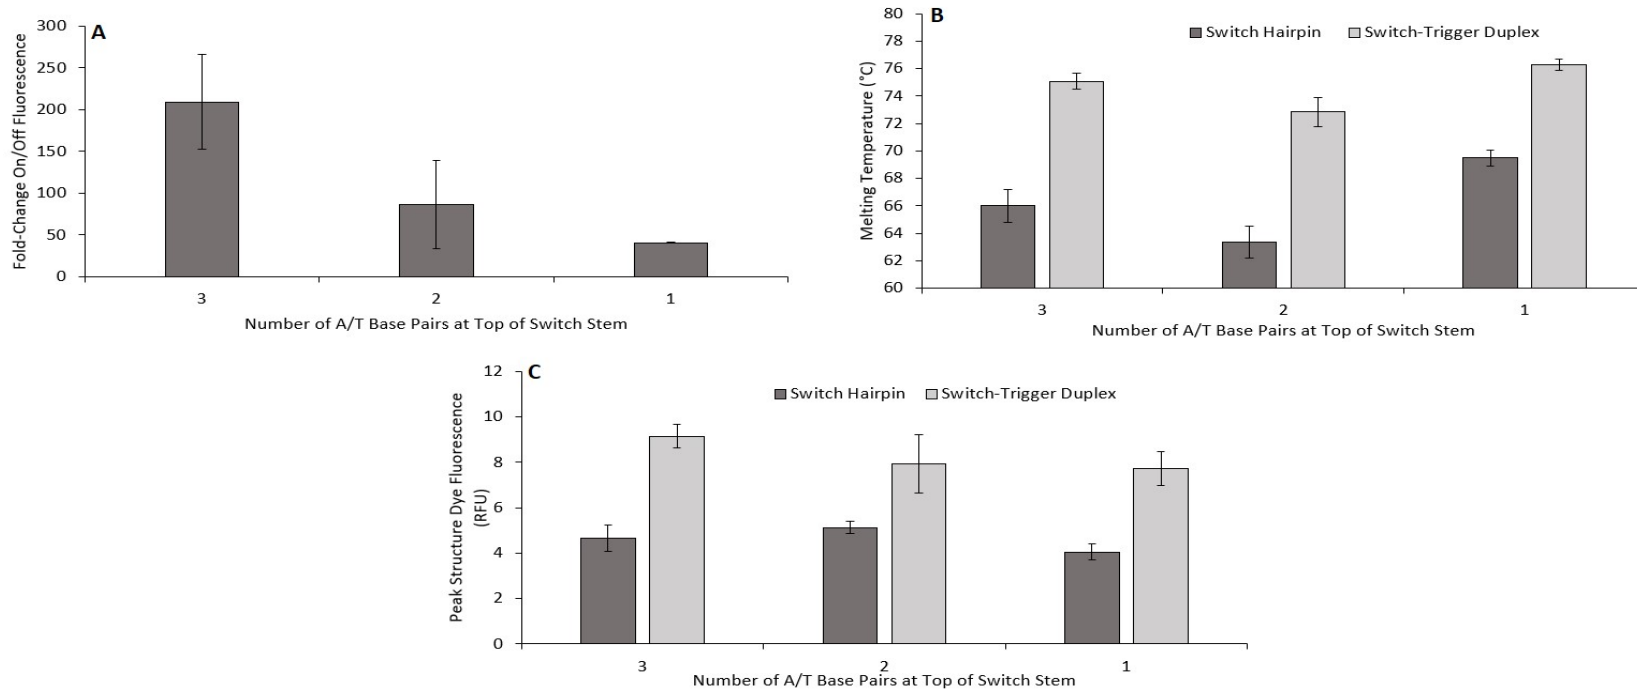 A
Fold-Change On/Off Fluorescence
300
250
200
150
100
50
0
3 2 1
Number of A/T Base Pairs at Top of Switch Stem
B
Switch Hairpin Switch-Trigger Duplex
Melting Temperature (°C)
80
78
76
74
72
70
68
66
64
62
60
3 2 1
Number of A/T Base Pairs at Top of Switch Stem
C
Switch Hairpin Switch-Trigger Duplex
Peak Structure Dye Fluorescence
(RFU)
12
10
8
6
4
2
0
3 2 1
Number of A/T Base Pairs at Top of Switch Stem